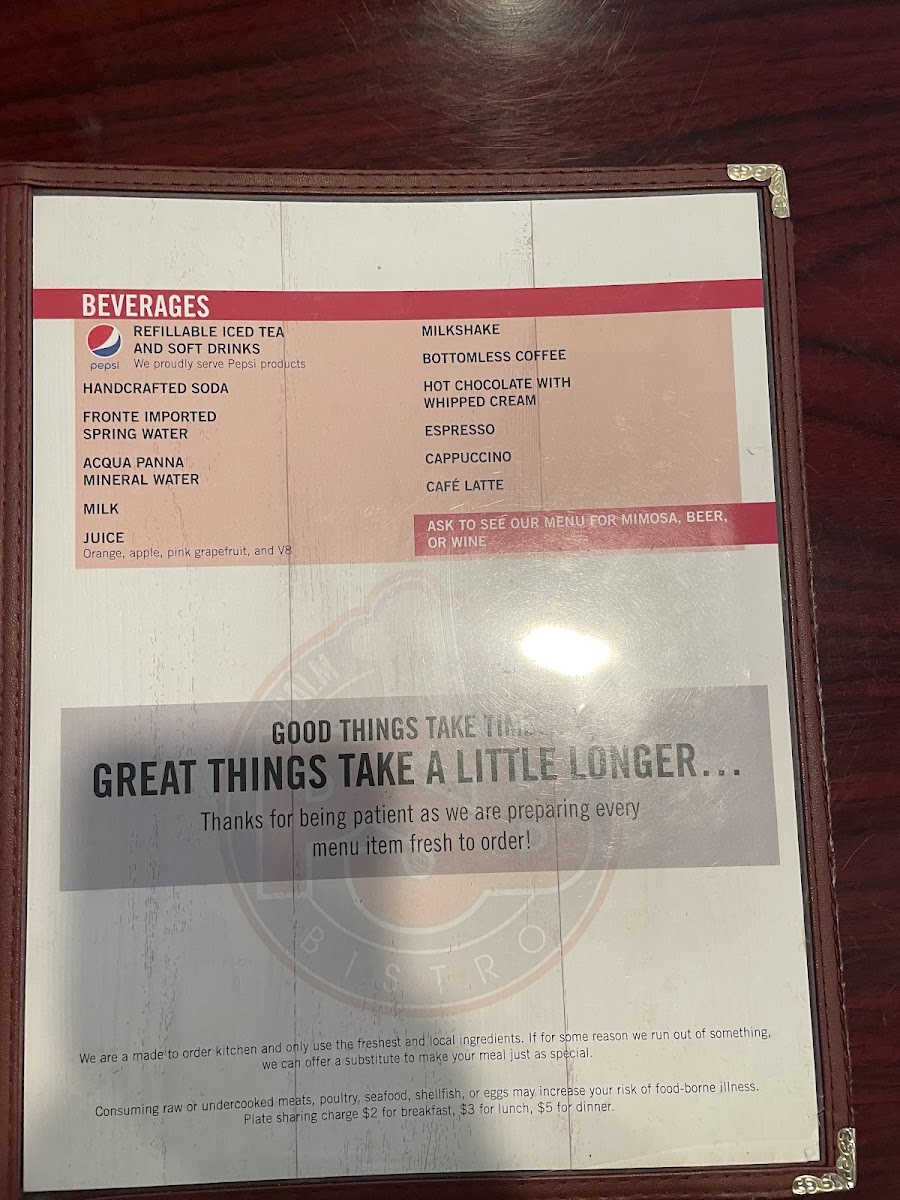 BEVERAGES
REFILLABLE ICED TEA
AND SOFT DRINKS
We proudly serve Pepsi products
pepsi
HANDCRAFTED SODA
FRONTE IMPORTED
SPRING WATER
ACQUA PANNA
MINERAL WATER
MILK
JUICE
Orange, apple, pink grapefruit, and V8
MILKSHAKE
BOTTOMLESS COFFEE
HOT CHOCOLATE WITH
WHIPPED CREAM
ESPRESSO
CAPPUCCINO
CAFÉ LATTE
ASK TO SEE OUR MENU FOR MIMOSA, BEER,
OR WINE
GOOD THINGS TAKE TIME
GREAT THINGS TAKE A LITTLE LONGER...
Thanks for being patient as we are preparing every
menu item fresh to order!
BISTRO
We are a made to order kitchen and only use the freshest and local ingredients. If for some reason we run out of something,
we can offer a substitute to make your meal just as special.
Consuming raw or undercooked meats, poultry, seafood, shellfish, or eggs may increase your risk of food-borne illness.
Plate sharing charge $2 for breakfast, $3 for lunch, $5 for dinner.